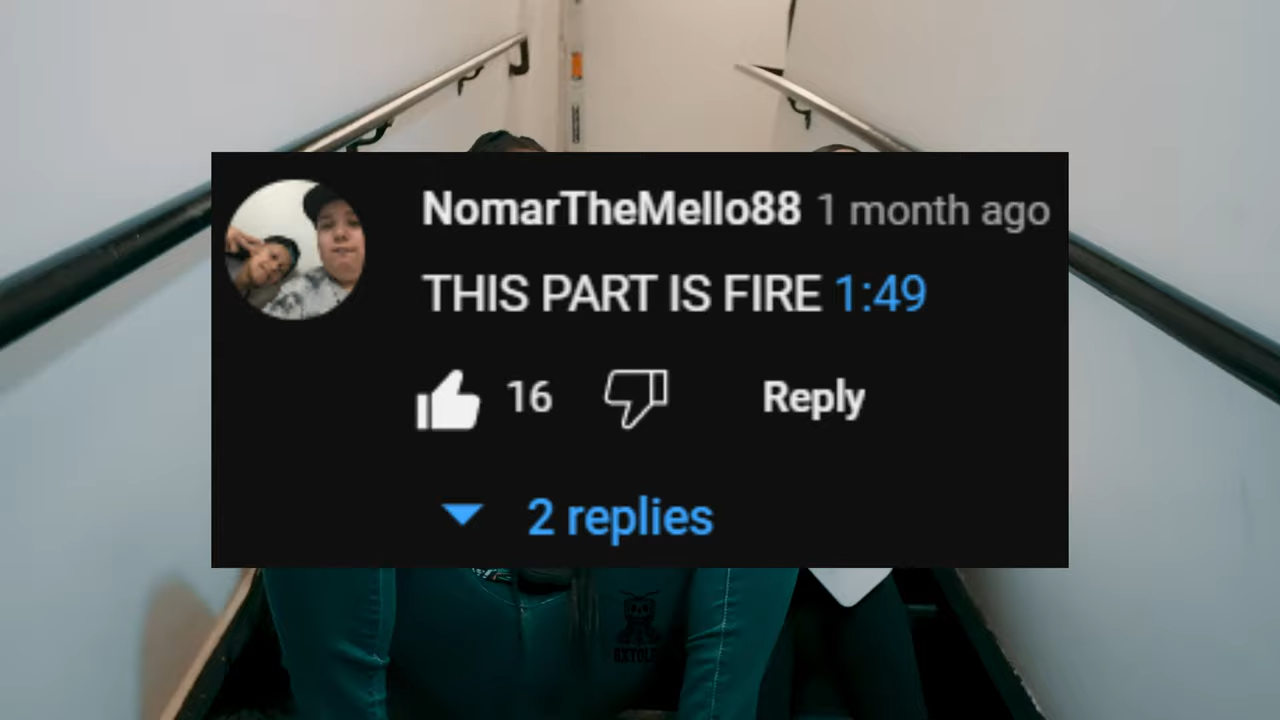 NomarTheMello88 1 month ago
THIS PART IS FIRE 1:49
16 Reply
2 replies